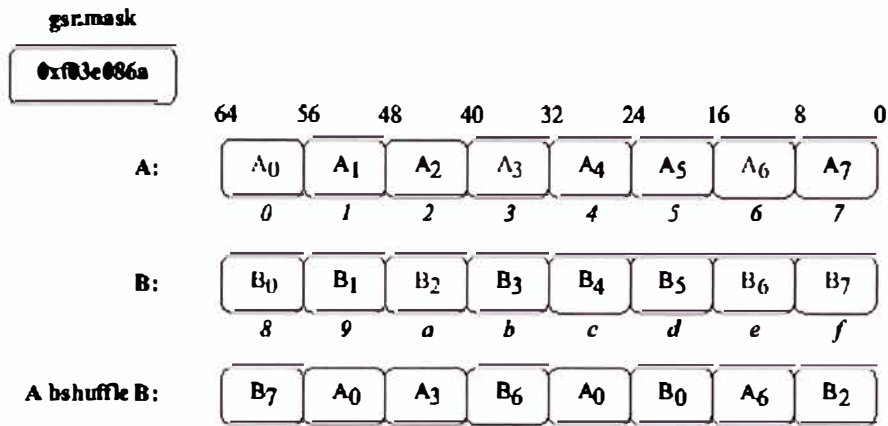 gsr.mask
0xf03e086a
64 56 48 40 32 24 16 8 0
A: A0 A1 A2 A3 A4 A5 A6 A7
0 1 2 3 4 5 6 7
B: B0 B1 B2 B3 B4 B5 B6 B7
8 9 a b c d e f
A bshuffle B: B7 A0 A3 B6 A0 B0 A6 B2